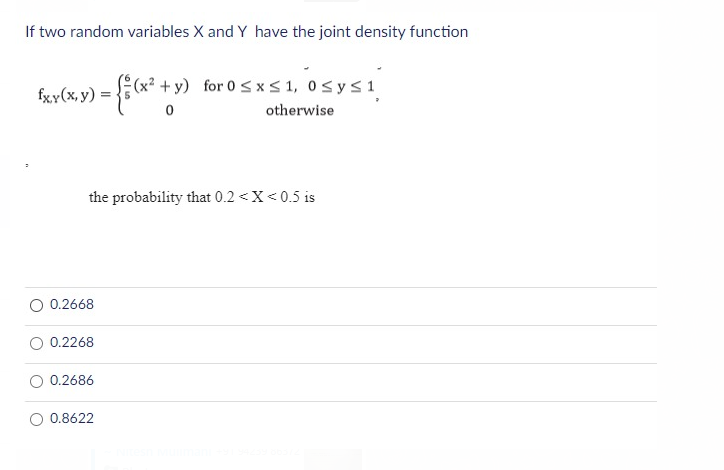 If two random variables X and Y have the joint density function
fX,Y(x, y) = { 6/5 (x² + y) for 0 ≤ x ≤ 1, 0 ≤ y ≤ 1,
0 otherwise
,
the probability that 0.2 < X < 0.5 is
0.2668
0.2268
0.2686
0.8622